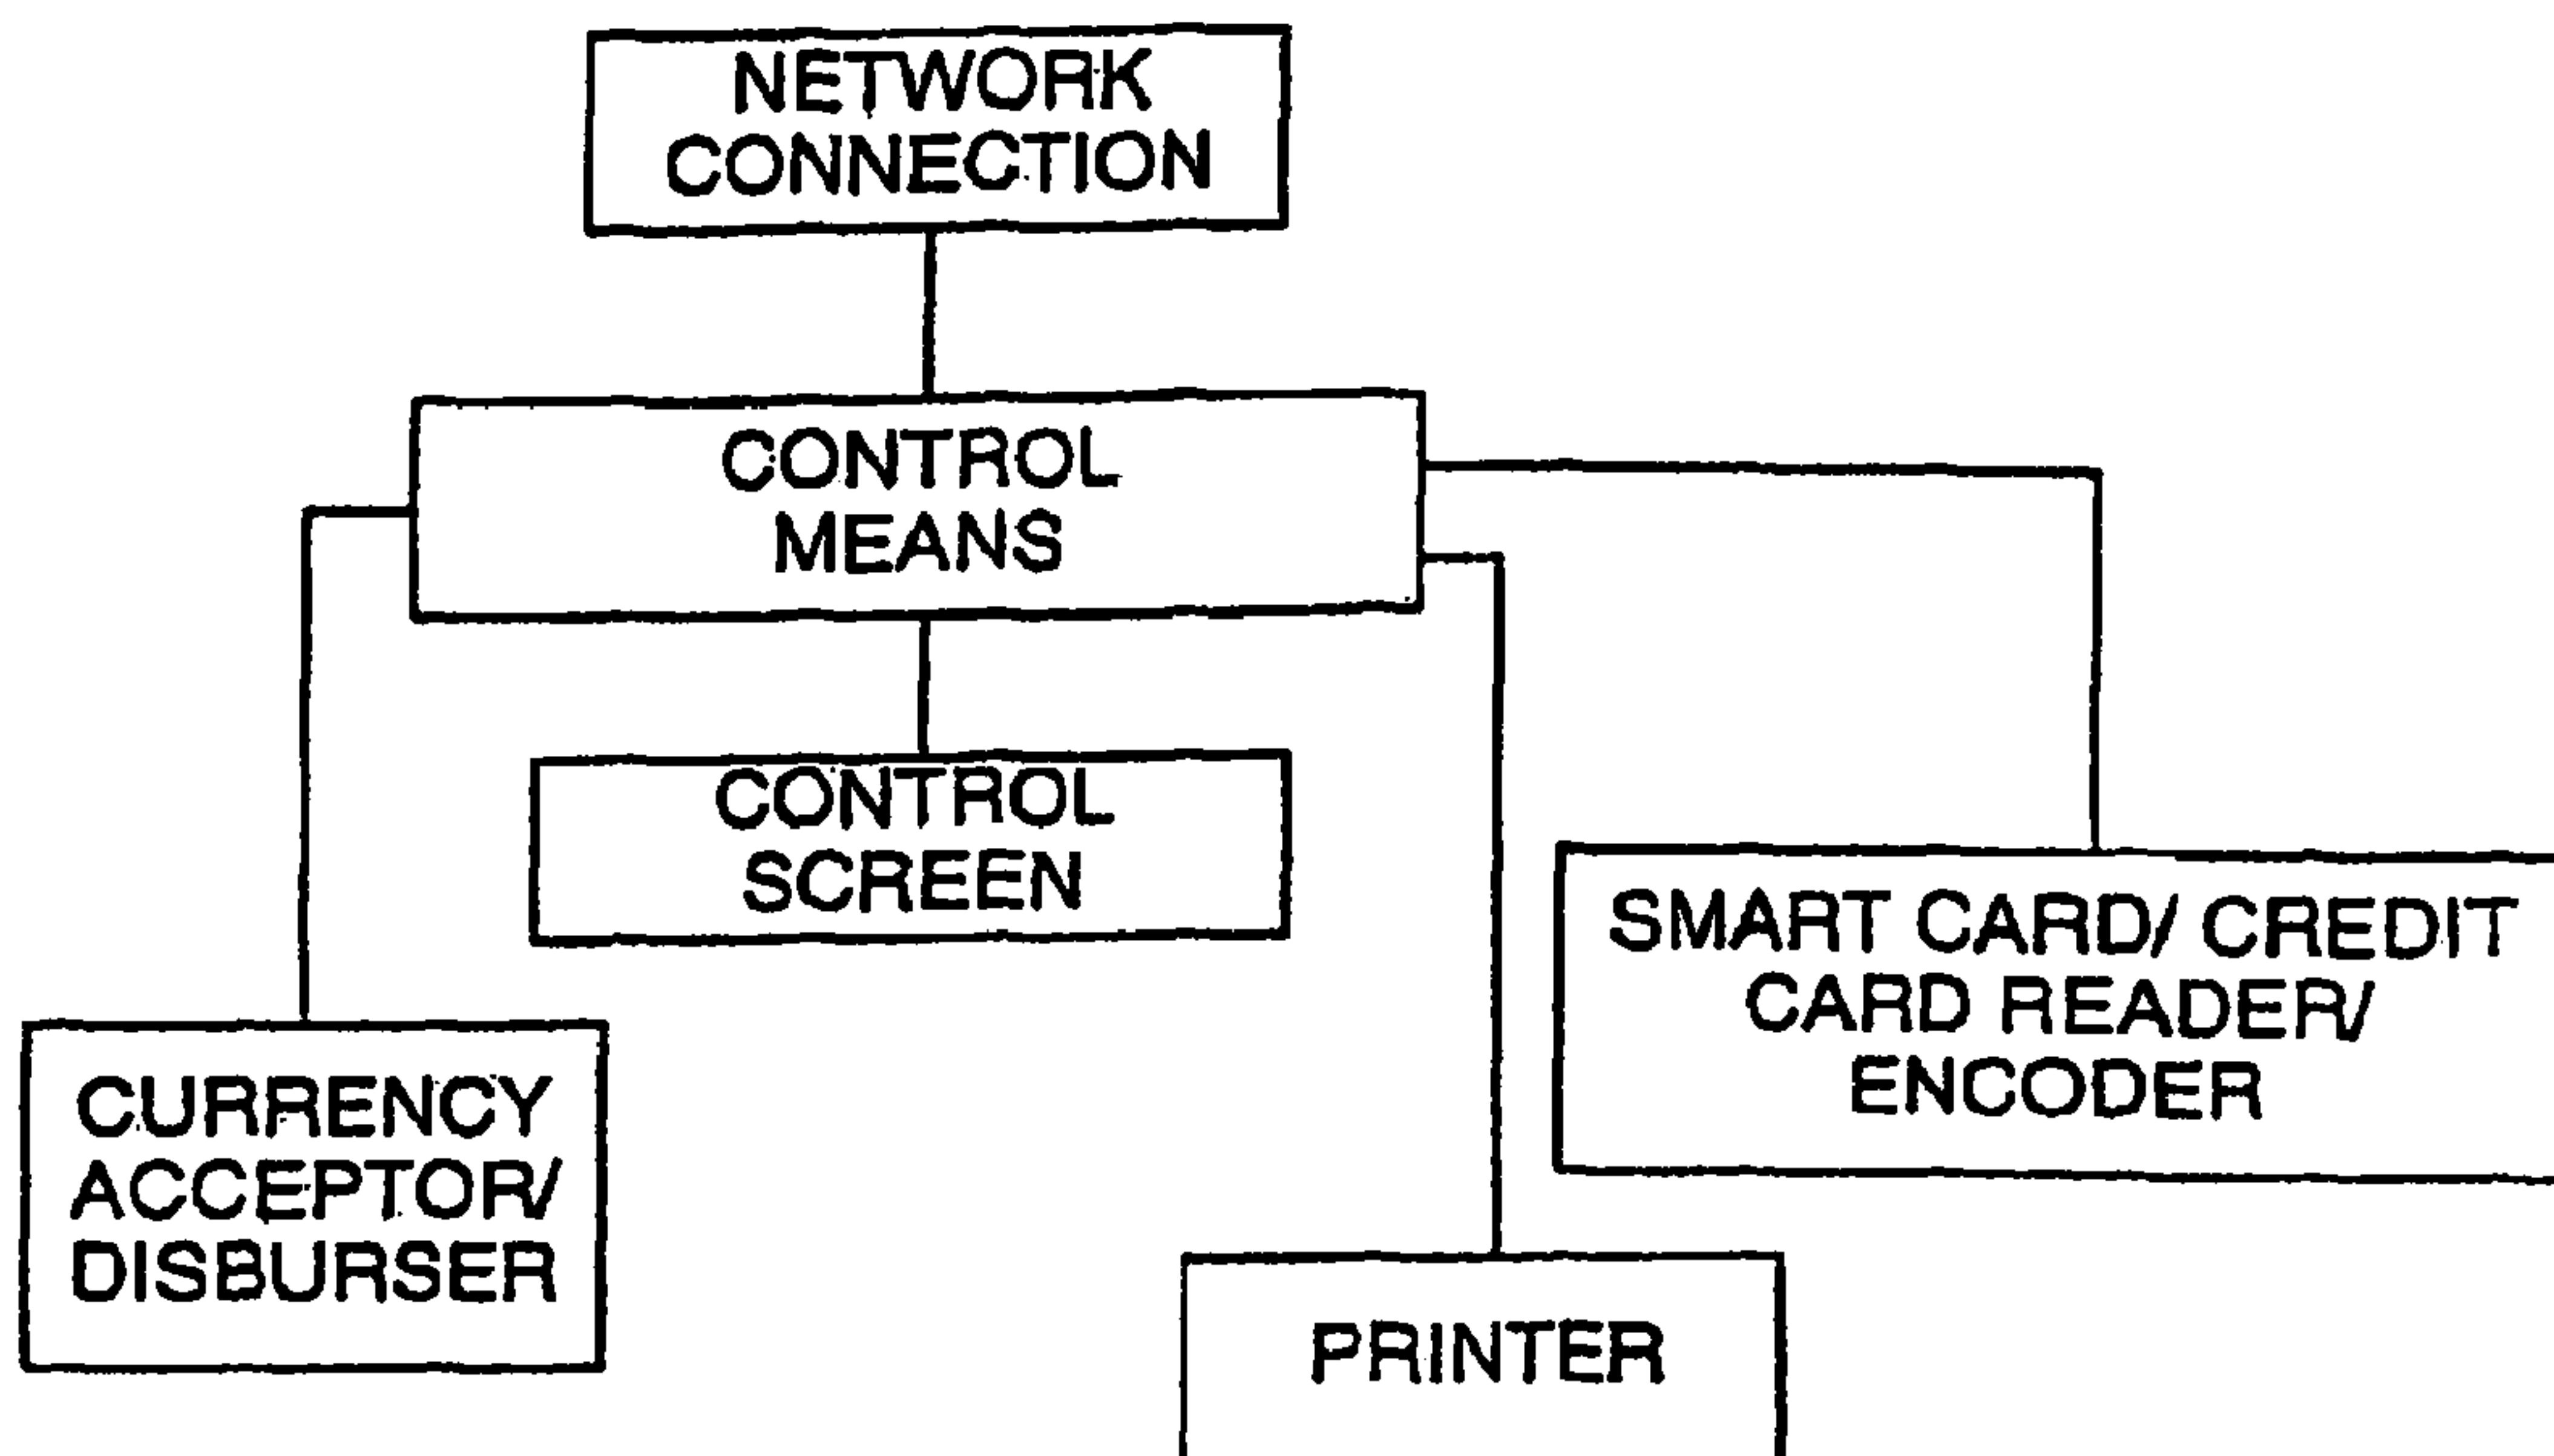 NETWORK
CONNECTION
CONTROL
MEANS
CONTROL
SCREEN
SMART CARD/ CREDIT
CARD READER/
ENCODER
CURRENCY
ACCEPTOR/
DISBURSER
PRINTER